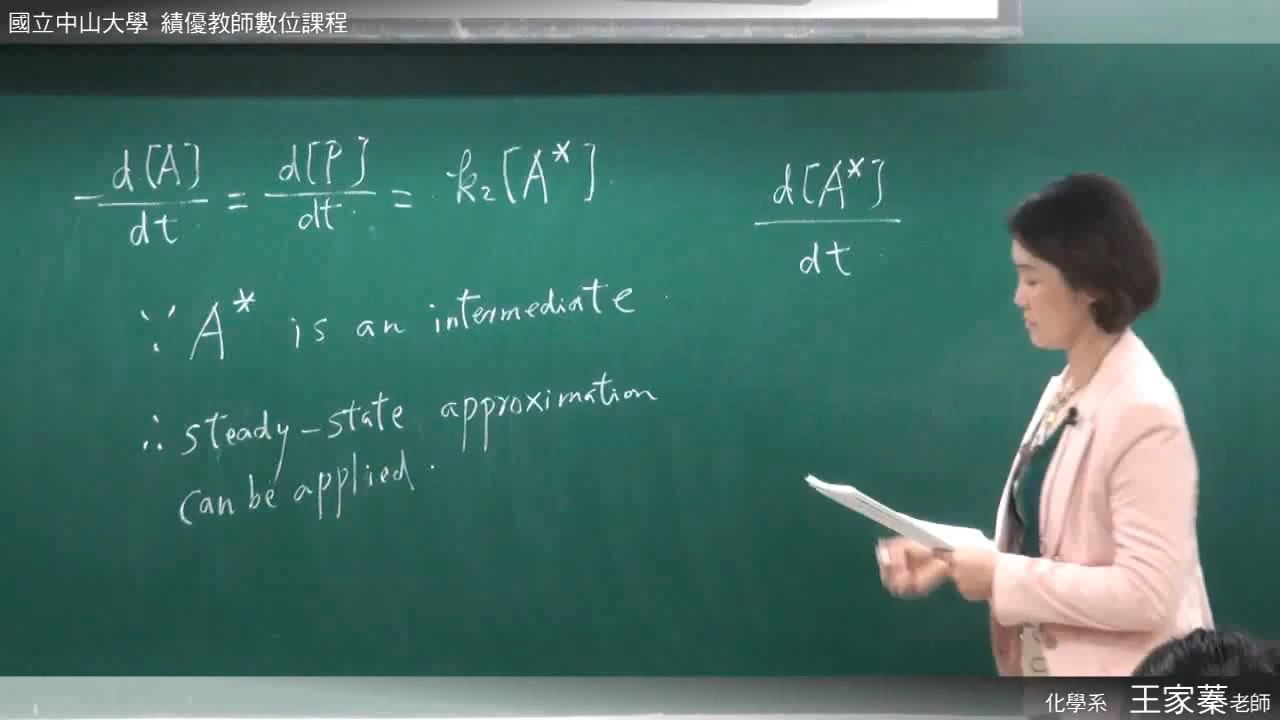 國立中山大學 績優教師數位課程
- d[A]/dt = d[P]/dt = k₂[A*]
d[A*]/dt
∵ A* is an intermediate
∴ steady-state approximation
can be applied.
化學系 王家蓁老師